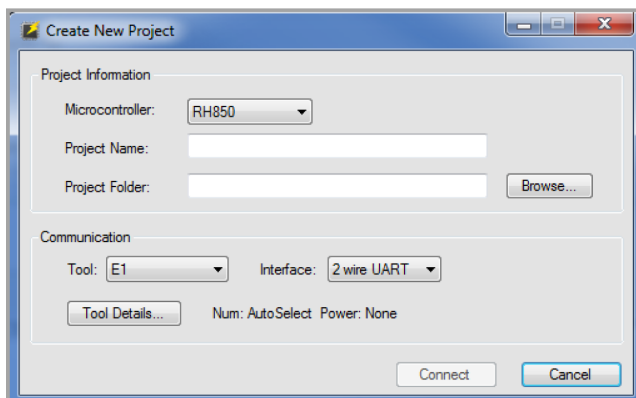 Create New Project
Project Information
Microcontroller: RH850
Project Name:
Project Folder: Browse...
Communication
Tool: E1 Interface: 2 wire UART
Tool Details... Num: AutoSelect Power: None
Connect Cancel